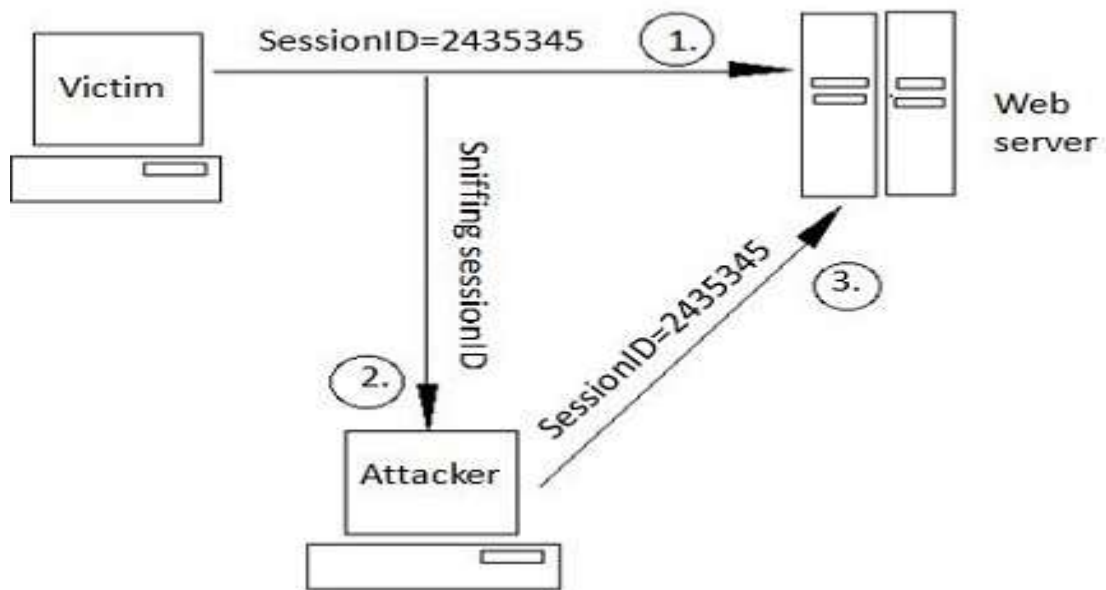 SessionID=2435345
1.
Victim
Web
server
Sniffing sessionID
SessionID=2435345
3.
2.
Attacker